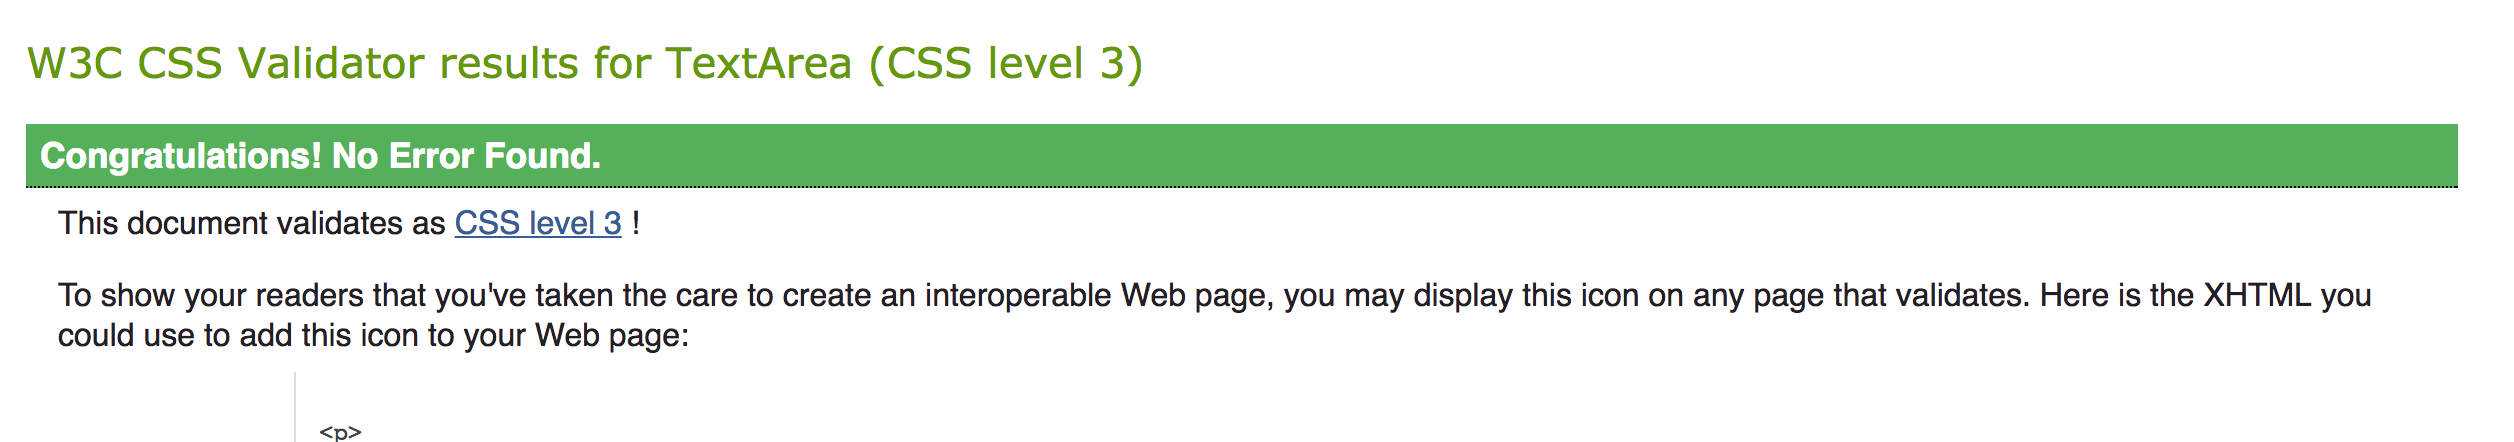 W3C CSS Validator results for TextArea (CSS level 3)
Congratulations! No Error Found.
This document validates as CSS level 3 !
To show your readers that you've taken the care to create an interoperable Web page, you may display this icon on any page that validates. Here is the XHTML you
could use to add this icon to your Web page:
<p>